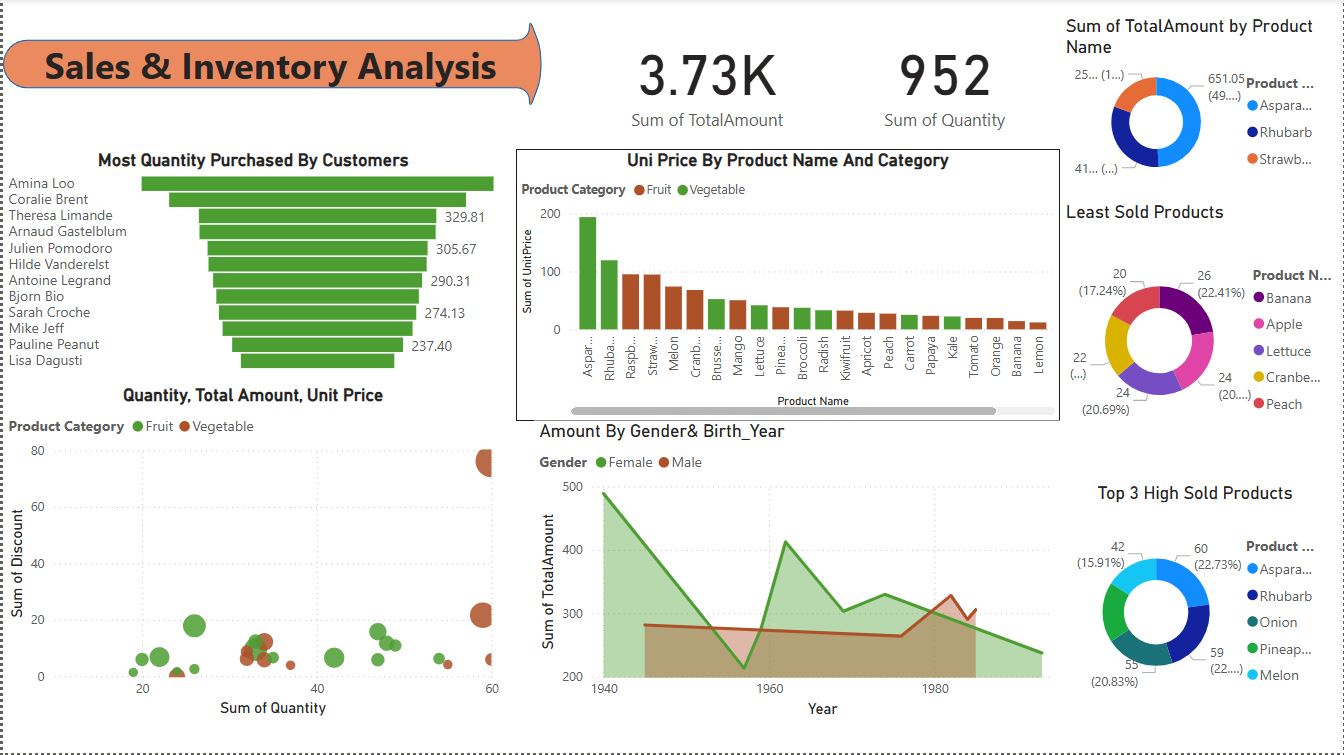 Sales & Inventory Analysis
3.73K
Sum of TotalAmount
952
Sum of Quantity
Sum of TotalAmount by Product
Name
25... (1...)
651.05
(49....)
41... (...)
Product ...
Aspara...
Rhubarb
Strawb...
Most Quantity Purchased By Customers
Amina Loo
Coralie Brent
Theresa Limande
329.81
Arnaud Gastelblum
Julien Pomodoro
305.67
Hilde Vanderelst
Antoine Legrand
290.31
Bjorn Bio
Sarah Croche
274.13
Mike Jeff
Pauline Peanut
237.40
Lisa Dagusti
Uni Price By Product Name And Category
Product Category Fruit Vegetable
Sum of UnitPrice
200
100
0
Aspar...
Rhuba...
Raspb...
Straw...
Melon
Cranb...
Brusse...
Mango
Lettuce
Pinea...
Broccoli
Radish
Kiwifruit
Apricot
Peach
Carrot
Papaya
Kale
Tomato
Orange
Banana
Lemon
Product Name
Least Sold Products
20
(17.24%)
26
(22.41%)
22
(...)
24
(20....)
24
(20.69%)
Product N...
Banana
Apple
Lettuce
Cranbe...
Peach
Quantity, Total Amount, Unit Price
Product Category Fruit Vegetable
Sum of Discount
80
60
40
20
0
20
40
60
Sum of Quantity
Amount By Gender& Birth_Year
Gender Female Male
Sum of TotalAmount
500
400
300
200
1940
1960
1980
Year
Top 3 High Sold Products
42
(15.91%)
60
(22.73%)
59
(22....)
55
(20.83%)
Product ...
Aspara...
Rhubarb
Onion
Pineap...
Melon